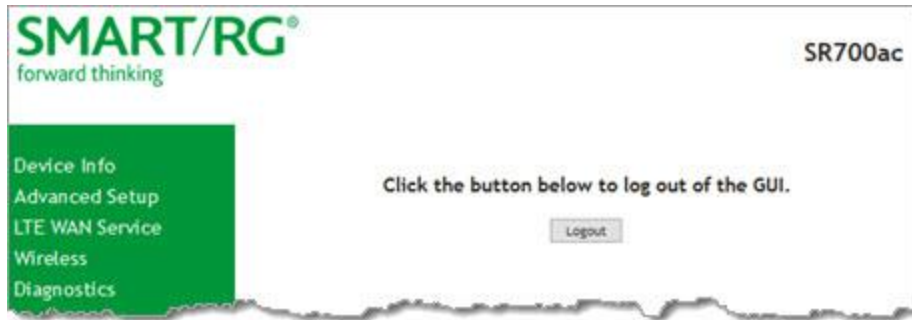 SMART/RG®
forward thinking
SR700ac
Device Info
Advanced Setup
LTE WAN Service
Wireless
Diagnostics
Click the button below to log out of the GUI.
Logout